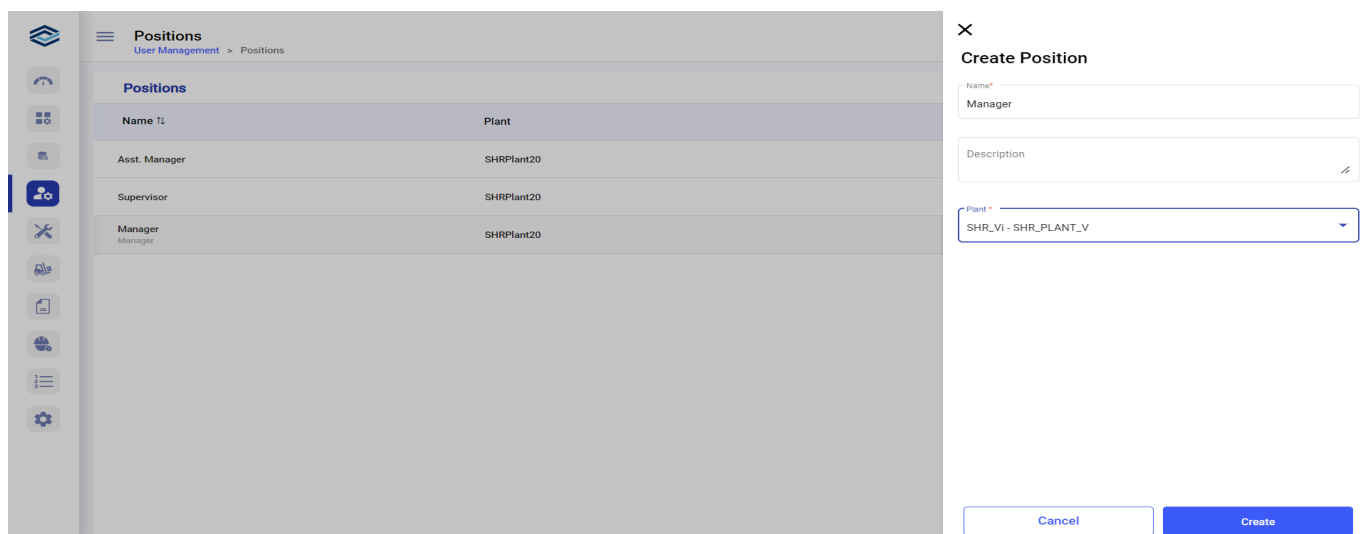 Positions
User Management > Positions
Positions
Name ↑↓ Plant
Asst. Manager SHRPlant20
Supervisor SHRPlant20
Manager
Manager
SHRPlant20
Create Position
Name*
Manager
Description
Plant *
SHR_Vi - SHR_PLANT_V
Cancel Create